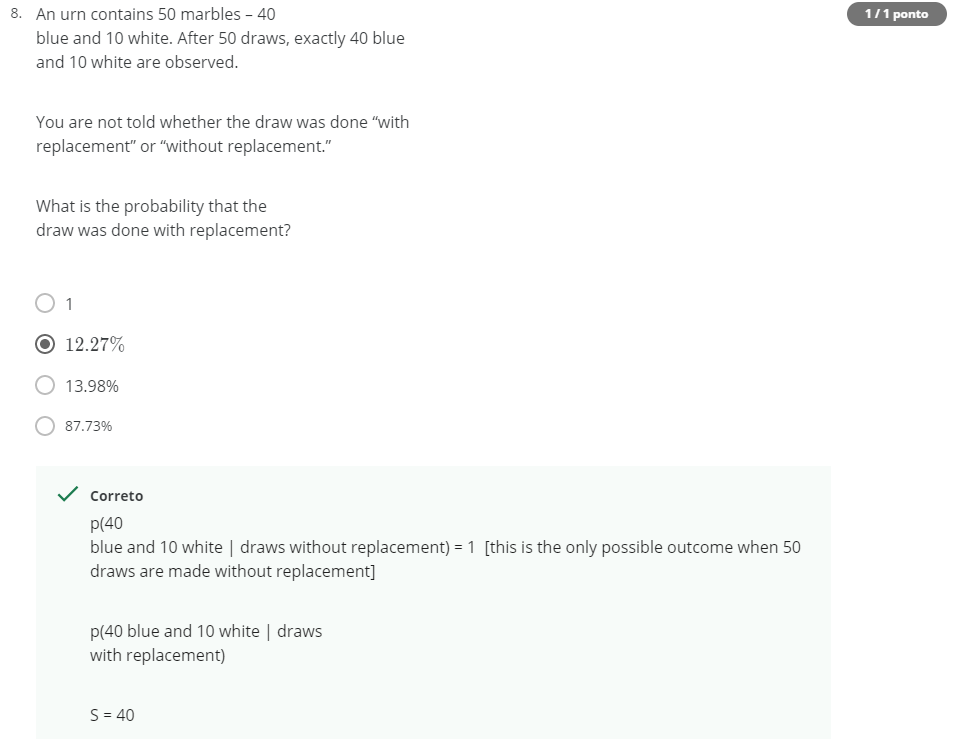 8. An urn contains 50 marbles – 40
1 / 1 ponto
blue and 10 white. After 50 draws, exactly 40 blue
and 10 white are observed.
You are not told whether the draw was done “with
replacement” or “without replacement.”
What is the probability that the
draw was done with replacement?
1
12.27%
13.98%
87.73%
Correto
p(40
blue and 10 white | draws without replacement) = 1 [this is the only possible outcome when 50
draws are made without replacement]
p(40 blue and 10 white | draws
with replacement)
S = 40